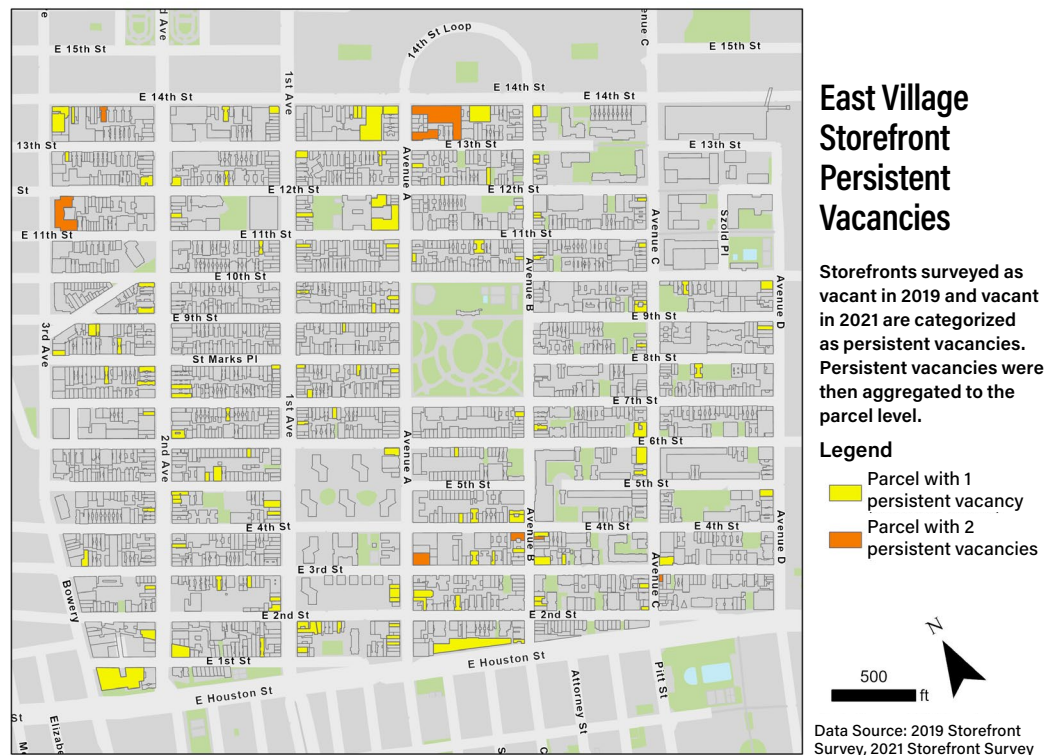 e
d Ave
Avenue C
E 15th St
14th St Loop
E 15th St
1st Ave
E 14th St
E 14th St
E 14th St
13th St
E 13th St
E 13th St
Avenue A
St
E 12th St
E 12th St
Avenue C
Szold Pl
E 11th St
E 11th St
E 11th St
E 10th St
Avenue B
Avenue D
3rd Ave
E 9th St
E 9th St
St Marks Pl
E 8th St
1st Ave
E 7th St
2nd Ave
Avenue A
E 6th St
E 5th St
E 5th St
E 4th St
Avenue B
E 4th St
E 4th St
Avenue D
E 3rd St
Avenue C
Bowery
E 2nd St
E 2nd St
E 1st St
E Houston St
E Houston St
Pitt St
Attorney St
St
Elizabe
Mo
S
C
East Village
Storefront
Persistent
Vacancies
Storefronts surveyed as
vacant in 2019 and vacant
in 2021 are categorized
as persistent vacancies.
Persistent vacancies were
then aggregated to the
parcel level.
Legend
Parcel with 1
persistent vacancy
Parcel with 2
persistent vacancies
N
500
ft
Data Source: 2019 Storefront
Survey, 2021 Storefront Survey